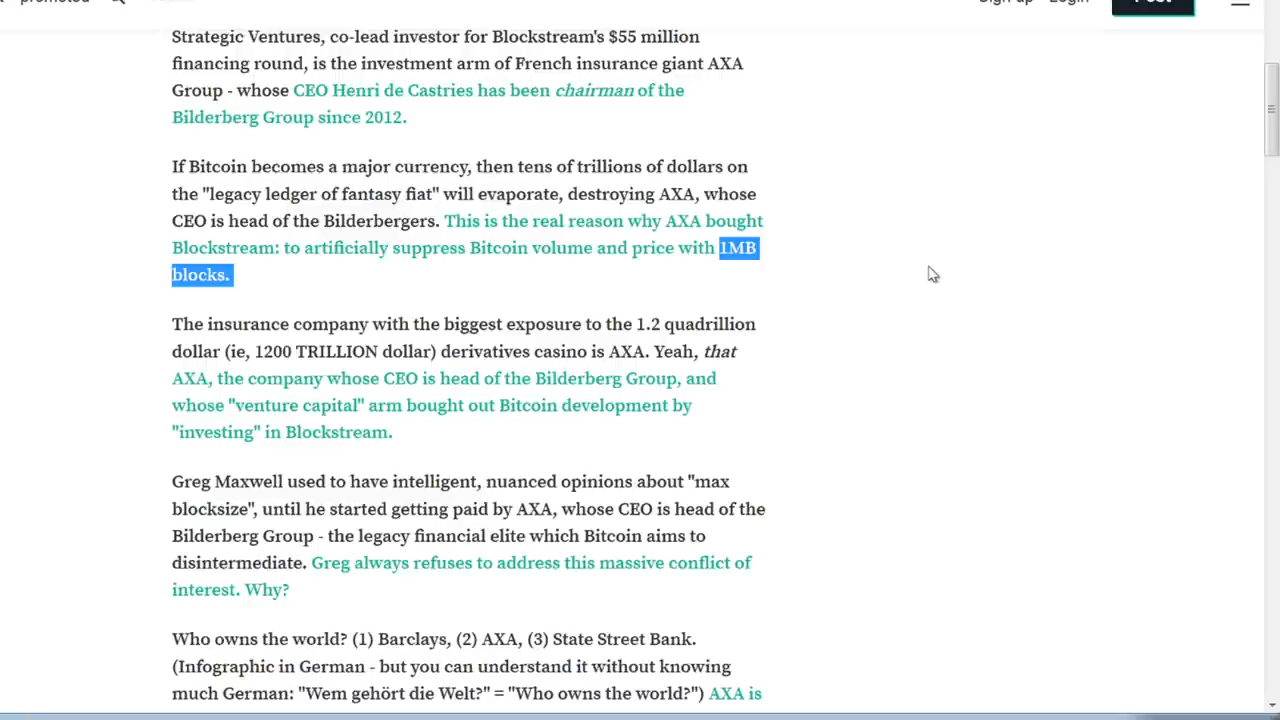 promoted
Sign up Login Post
Strategic Ventures, co-lead investor for Blockstream's $55 million
financing round, is the investment arm of French insurance giant AXA
Group - whose CEO Henri de Castries has been chairman of the
Bilderberg Group since 2012.
If Bitcoin becomes a major currency, then tens of trillions of dollars on
the "legacy ledger of fantasy fiat" will evaporate, destroying AXA, whose
CEO is head of the Bilderbergers. This is the real reason why AXA bought
Blockstream: to artificially suppress Bitcoin volume and price with 1MB
blocks.
The insurance company with the biggest exposure to the 1.2 quadrillion
dollar (ie, 1200 TRILLION dollar) derivatives casino is AXA. Yeah, that
AXA, the company whose CEO is head of the Bilderberg Group, and
whose "venture capital" arm bought out Bitcoin development by
"investing" in Blockstream.
Greg Maxwell used to have intelligent, nuanced opinions about "max
blocksize", until he started getting paid by AXA, whose CEO is head of the
Bilderberg Group - the legacy financial elite which Bitcoin aims to
disintermediate. Greg always refuses to address this massive conflict of
interest. Why?
Who owns the world? (1) Barclays, (2) AXA, (3) State Street Bank.
(Infographic in German - but you can understand it without knowing
much German: "Wem gehört die Welt?" = "Who owns the world?") AXA is